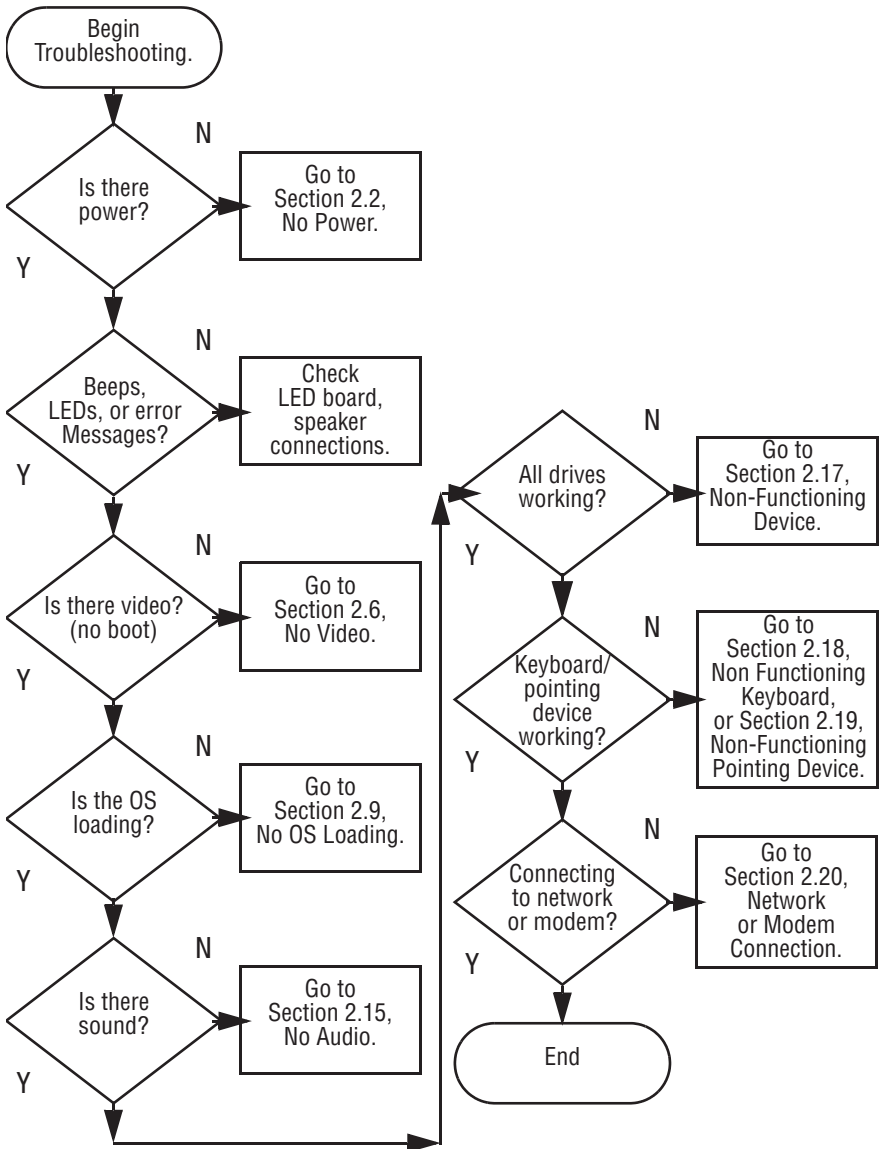 Begin
Troubleshooting.
N
Is there
power?
Go to
Section 2.2,
No Power.
Y
N
Beeps,
LEDs, or error
Messages?
Check
LED board,
speaker
connections.
Y
N
Is there video?
(no boot)
Go to
Section 2.6,
No Video.
Y
N
Is the OS
loading?
Go to
Section 2.9,
No OS Loading.
Y
N
Is there
sound?
Go to
Section 2.15,
No Audio.
Y
N
All drives
working?
Go to
Section 2.17,
Non-Functioning
Device.
Y
N
Keyboard/
pointing
device
working?
Go to
Section 2.18,
Non Functioning
Keyboard,
or Section 2.19,
Non-Functioning
Pointing Device.
Y
N
Connecting
to network
or modem?
Go to
Section 2.20,
Network
or Modem
Connection.
Y
End